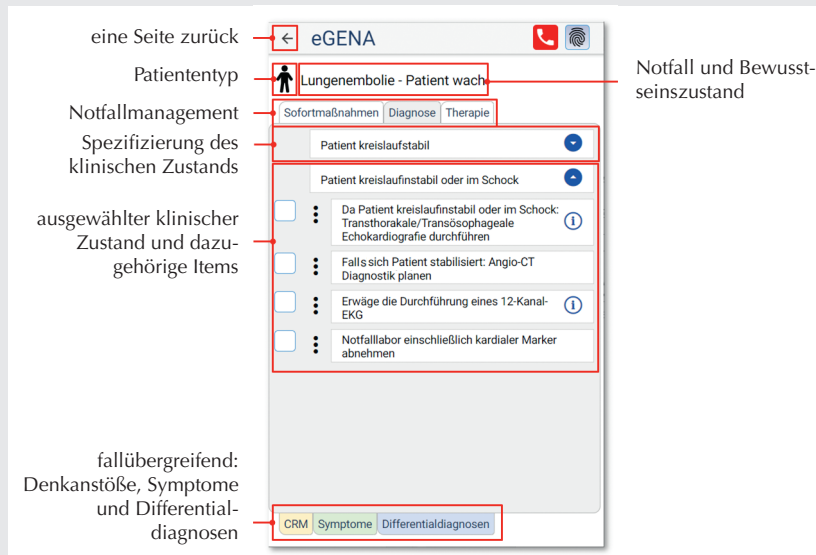 eine Seite zurück
eGENA
Patiententyp
Lungenembolie - Patient wach
Notfall und Bewusst-
seinszustand
Notfallmanagement
Sofortmaßnahmen Diagnose Therapie
Spezifizierung des
klinischen Zustands
Patient kreislaufstabil
Patient kreislaufinstabil oder im Schock
ausgewählter klinischer
Zustand und dazu-
gehörige Items
Da Patient kreislaufinstabil oder im Schock:
Transthorakale/Transösophageale
Echokardiografie durchführen
Falls sich Patient stabilisiert: Angio-CT
Diagnostik planen
Erwäge die Durchführung eines 12-Kanal-
EKG
Notfalllabor einschließlich kardialer Marker
abnehmen
fallübergreifend:
Denkanstöße, Symptome
und Differential-
diagnosen
CRM Symptome Differentialdiagnosen